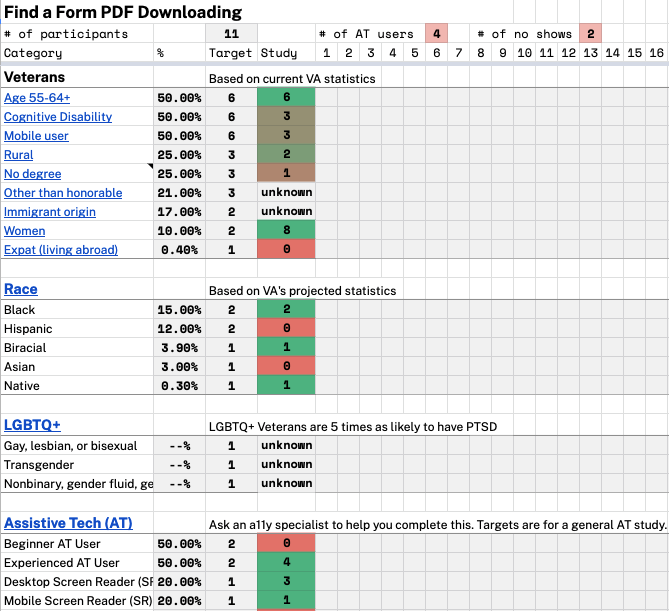 Find a Form PDF Downloading
# of participants 11 # of AT users 4 # of no shows 2
Category % Target Study 1 2 3 4 5 6 7 8 9 10 11 12 13 14 15 16
Veterans Based on current VA statistics
Age 55-64+ 50.00% 6 6
Cognitive Disability 50.00% 6 3
Mobile user 50.00% 6 3
Rural 25.00% 3 2
No degree 25.00% 3 1
Other than honorable 21.00% 3 unknown
Immigrant origin 17.00% 2 unknown
Women 10.00% 2 8
Expat (living abroad) 0.40% 1 0
Race Based on VA's projected statistics
Black 15.00% 2 2
Hispanic 12.00% 2 0
Biracial 3.90% 1 1
Asian 3.00% 1 0
Native 0.30% 1 1
LGBTQ+ LGBTQ+ Veterans are 5 times as likely to have PTSD
Gay, lesbian, or bisexual --% 1 unknown
Transgender --% 1 unknown
Nonbinary, gender fluid, ge --% 1 unknown
Assistive Tech (AT) Ask an a11y specialist to help you complete this. Targets are for a general AT study.
Beginner AT User 50.00% 2 0
Experienced AT User 50.00% 2 4
Desktop Screen Reader (SR 20.00% 1 3
Mobile Screen Reader (SR) 20.00% 1 1